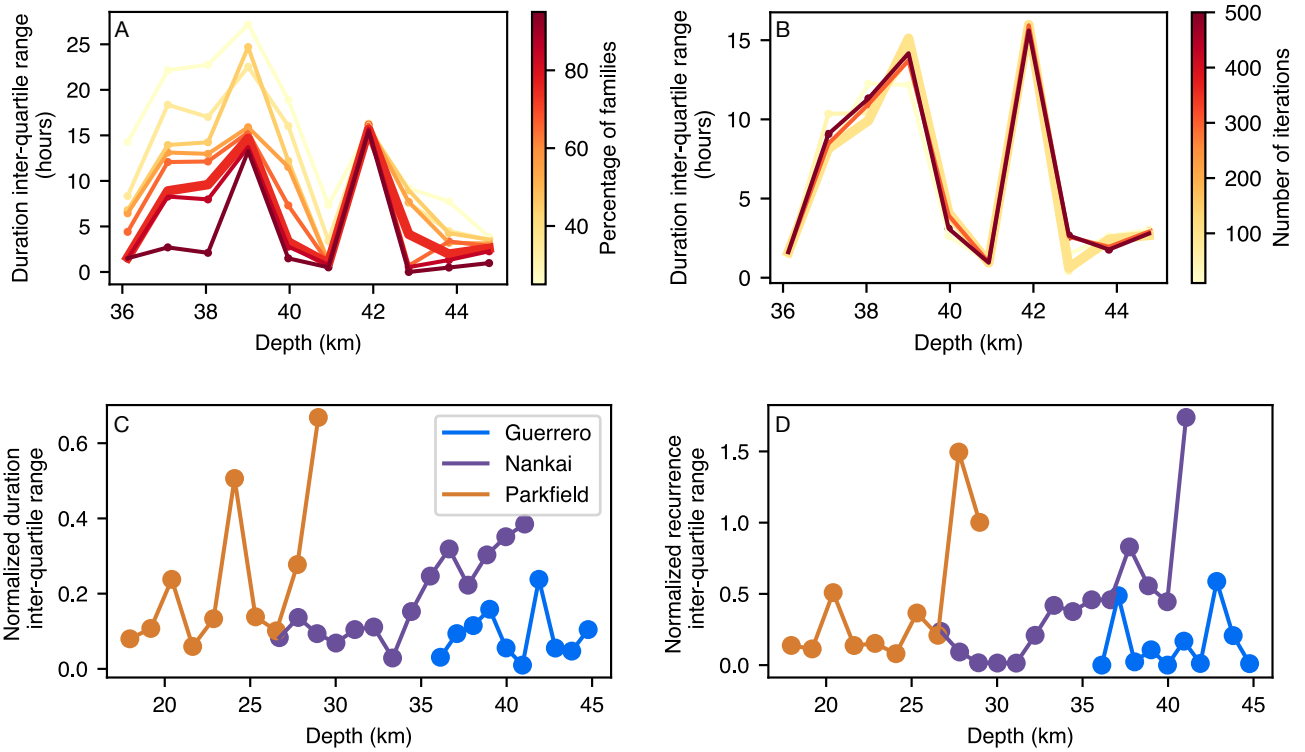 A
Duration inter-quartile range
(hours)
25
20
15
10
5
0
36
38
40
42
44
Depth (km)
80
60
40
Percentage of families
B
Duration inter-quartile range
(hours)
15
10
5
0
36
38
40
42
44
Depth (km)
500
400
300
200
100
Number of iterations
C
Normalized duration
inter-quartile range
0.6
0.4
0.2
0.0
20
25
30
35
40
45
Depth (km)
Guerrero
Nankai
Parkfield
D
Normalized recurrence
inter-quartile range
1.5
1.0
0.5
0.0
20
25
30
35
40
45
Depth (km)